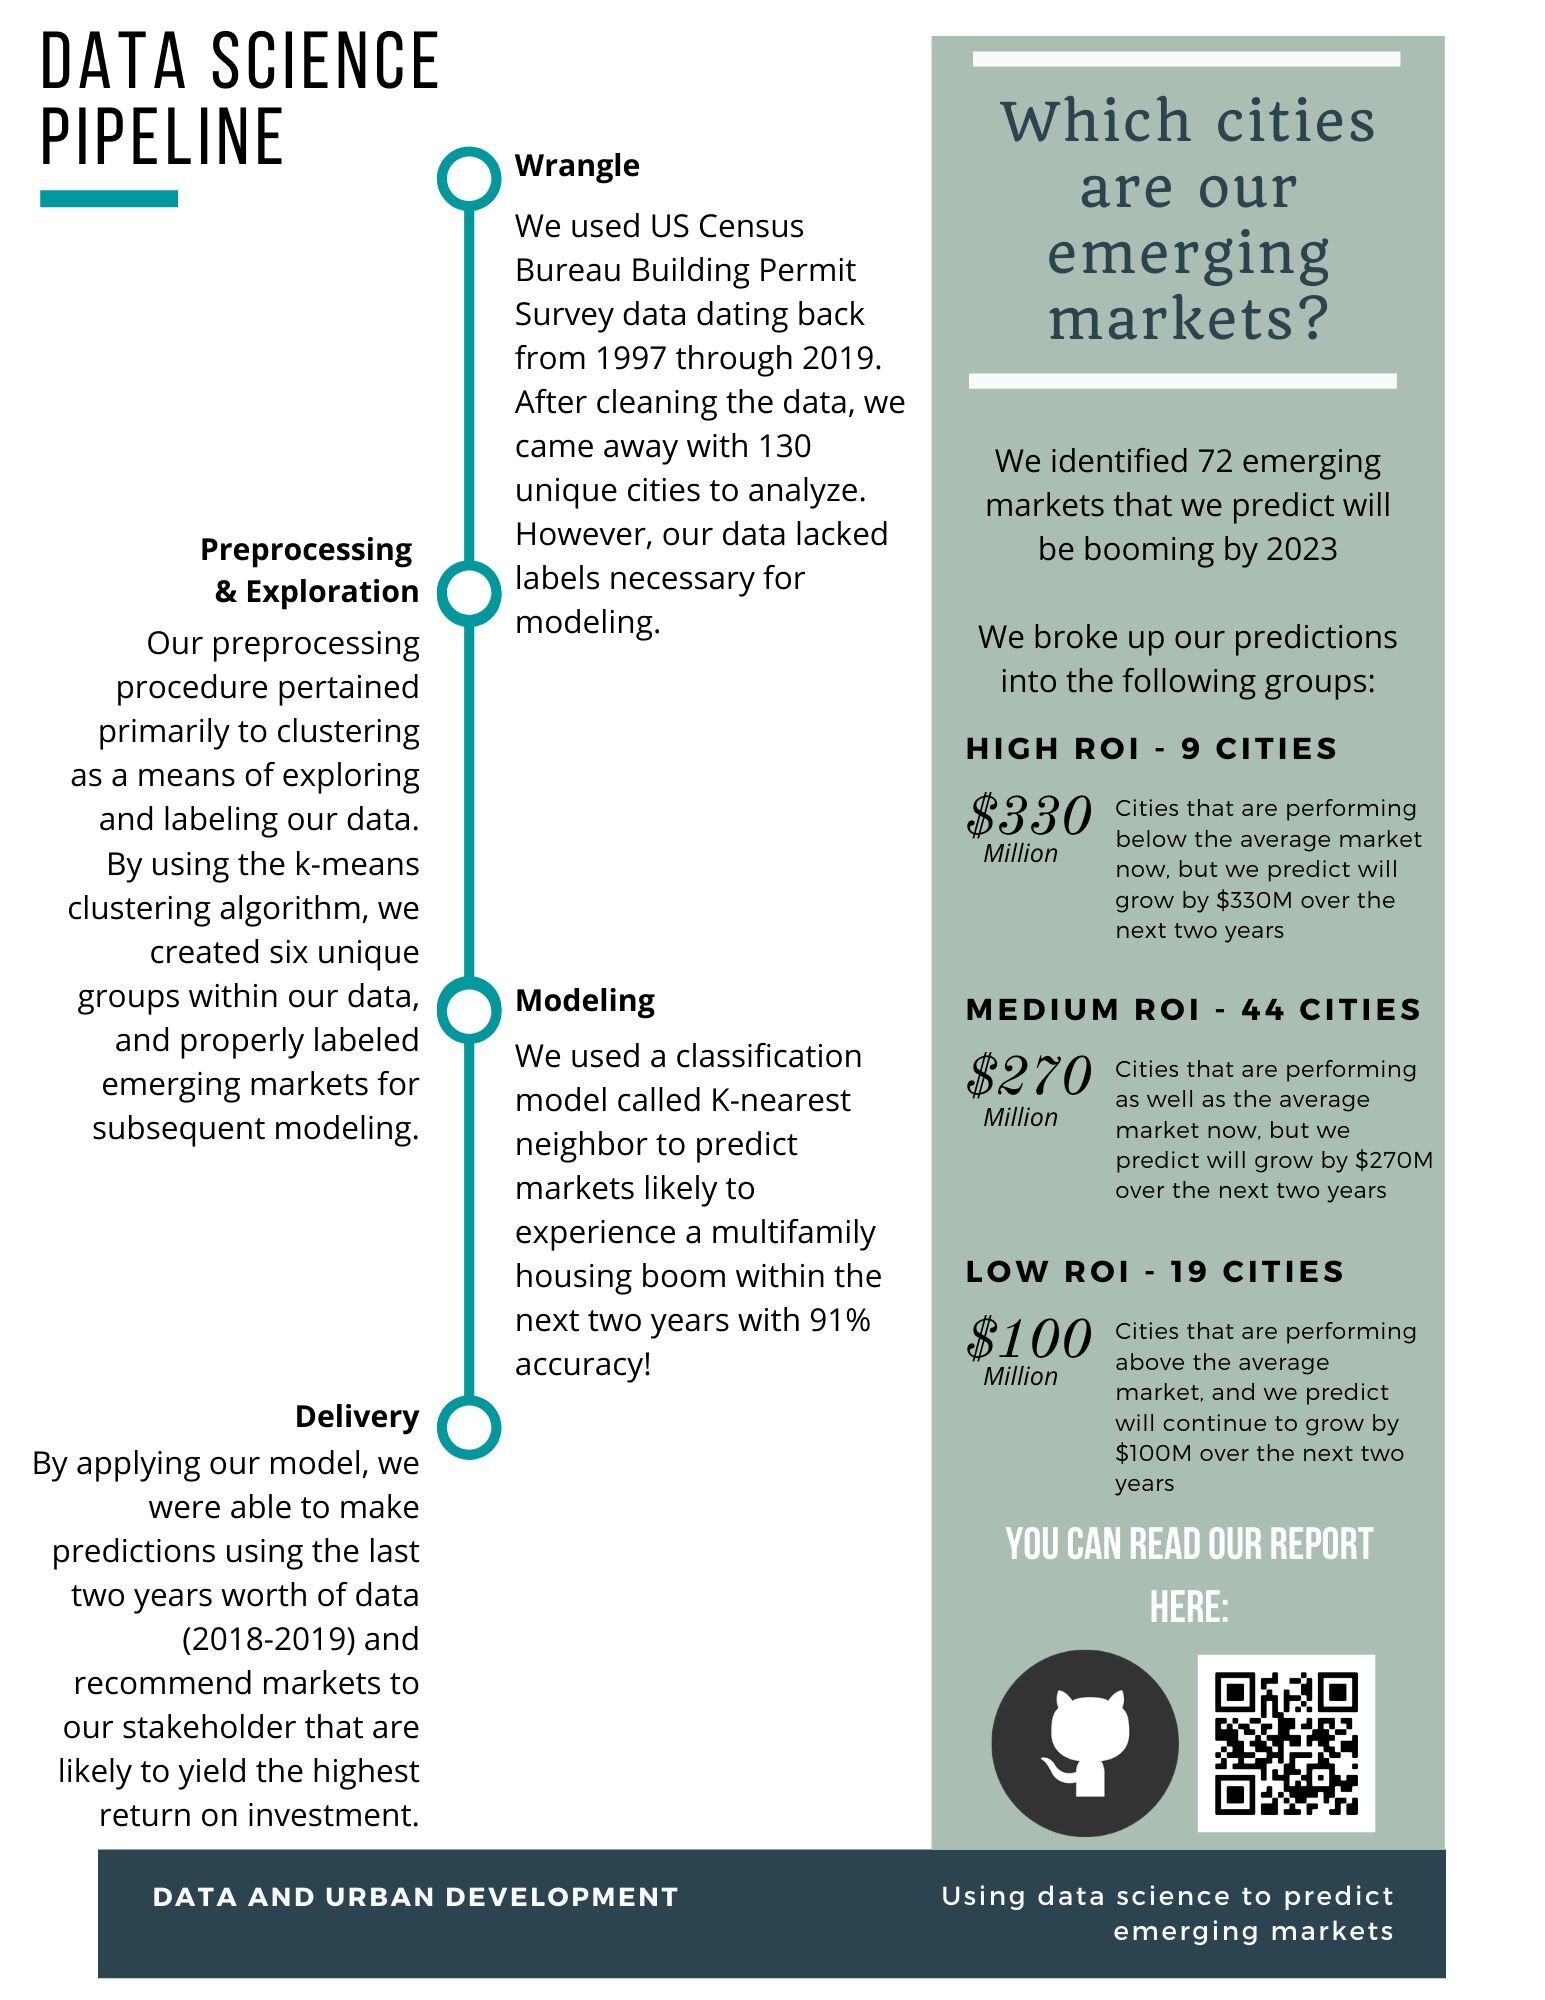 DATA SCIENCE
PIPELINE
Wrangle
We used US Census
Bureau Building Permit
Survey data dating back
from 1997 through 2019.
After cleaning the data, we
came away with 130
unique cities to analyze.
However, our data lacked
labels necessary for
modeling.
Preprocessing
& Exploration
Our preprocessing
procedure pertained
primarily to clustering
as a means of exploring
and labeling our data.
By using the k-means
clustering algorithm, we
created six unique
groups within our data,
and properly labeled
emerging markets for
subsequent modeling.
Modeling
We used a classification
model called K-nearest
neighbor to predict
markets likely to
experience a multifamily
housing boom within the
next two years with 91%
accuracy!
Delivery
By applying our model, we
were able to make
predictions using the last
two years worth of data
(2018-2019) and
recommend markets to
our stakeholder that are
likely to yield the highest
return on investment.
Which cities
are our
emerging
markets?
We identified 72 emerging
markets that we predict will
be booming by 2023
We broke up our predictions
into the following groups:
HIGH ROI - 9 CITIES
$330
Million
Cities that are performing
below the average market
now, but we predict will
grow by $330M over the
next two years
MEDIUM ROI - 44 CITIES
$270
Million
Cities that are performing
as well as the average
market now, but we
predict will grow by $270M
over the next two years
LOW ROI - 19 CITIES
$100
Million
Cities that are performing
above the average
market, and we predict
will continue to grow by
$100M over the next two
years
YOU CAN READ OUR REPORT
HERE:
DATA AND URBAN DEVELOPMENT
Using data science to predict
emerging markets